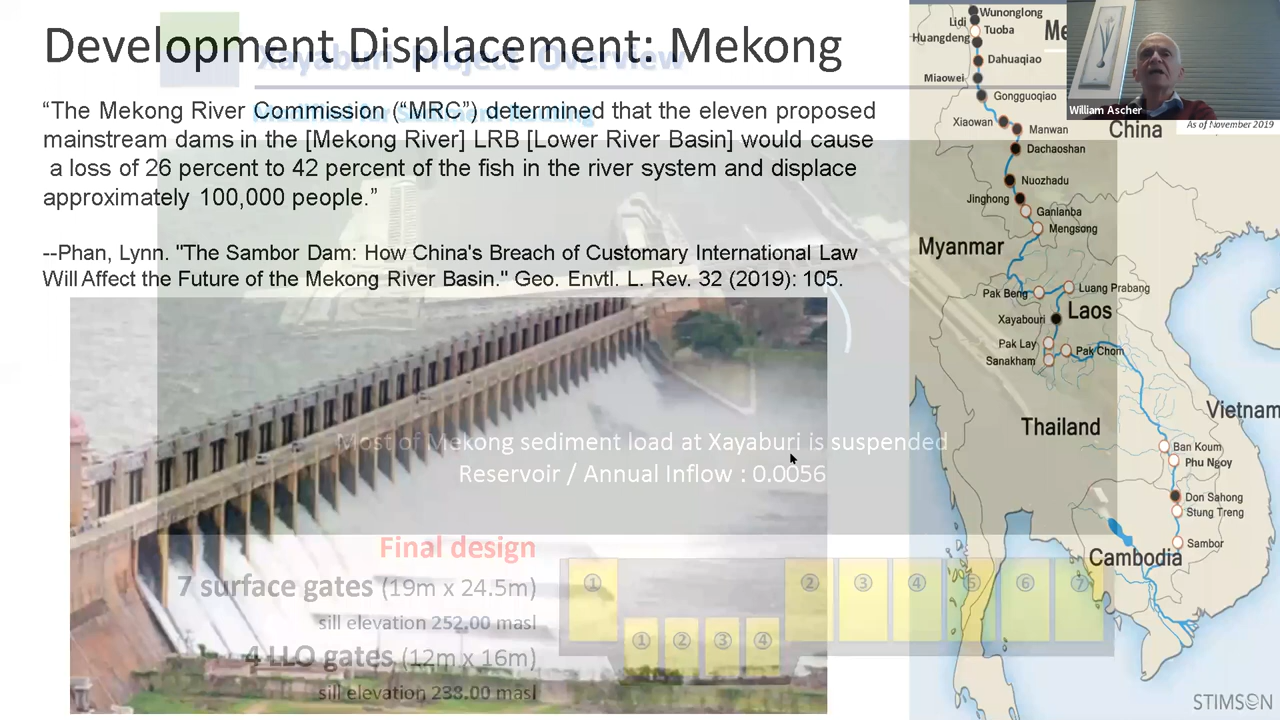 Development Displacement: Mekong
Xayaburi Project Overview
“The Mekong River Commission (“MRC”) determined that the eleven proposed
mainstream dams in the [Mekong River] LRB [Lower River Basin] would cause
a loss of 26 percent to 42 percent of the fish in the river system and displace
approximately 100,000 people.”
--Phan, Lynn. "The Sambor Dam: How China's Breach of Customary International Law
Will Affect the Future of the Mekong River Basin." Geo. Envtl. L. Rev. 32 (2019): 105.
Most of Mekong sediment load at Xayaburi is suspended
Reservoir / Annual Inflow : 0.0056
Final design
7 surface gates (19m x 24.5m)
sill elevation 252.00 masl
4 LLO gates (12m x 16m)
sill elevation 238.00 masl
① ② ③ ④ ⑤ ⑥ ⑦
① ② ③ ④
William Ascher
As of November 2019
Wunonglong
Lidi
Tuoba
Huangdeng
Dahuaqiao
Miaowei
Gongguoqiao
Xiaowan
Manwan
China
Dachaoshan
Nuozhadu
Jinghong
Ganlanba
Mengsong
Myanmar
Pak Beng
Luang Prabang
Laos
Xayabouri
Pak Lay
Pak Chom
Sanakham
Vietnam
Thailand
Ban Koum
Phu Ngoy
Don Sahong
Stung Treng
Sambor
Cambodia
STIMSON